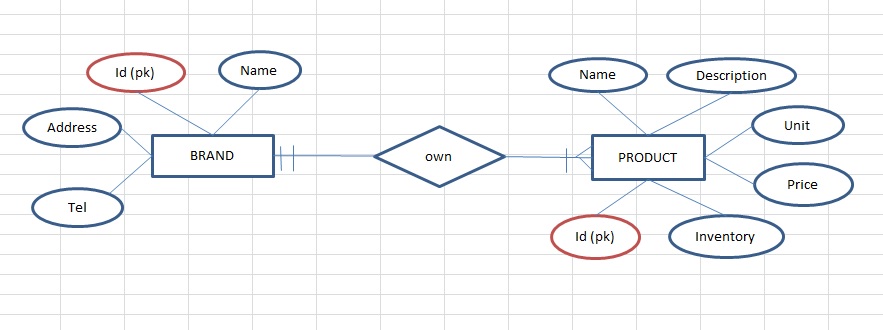 Id (pk)
Name
Address
Tel
BRAND
own
Name
Description
Unit
Price
PRODUCT
Id (pk)
Inventory